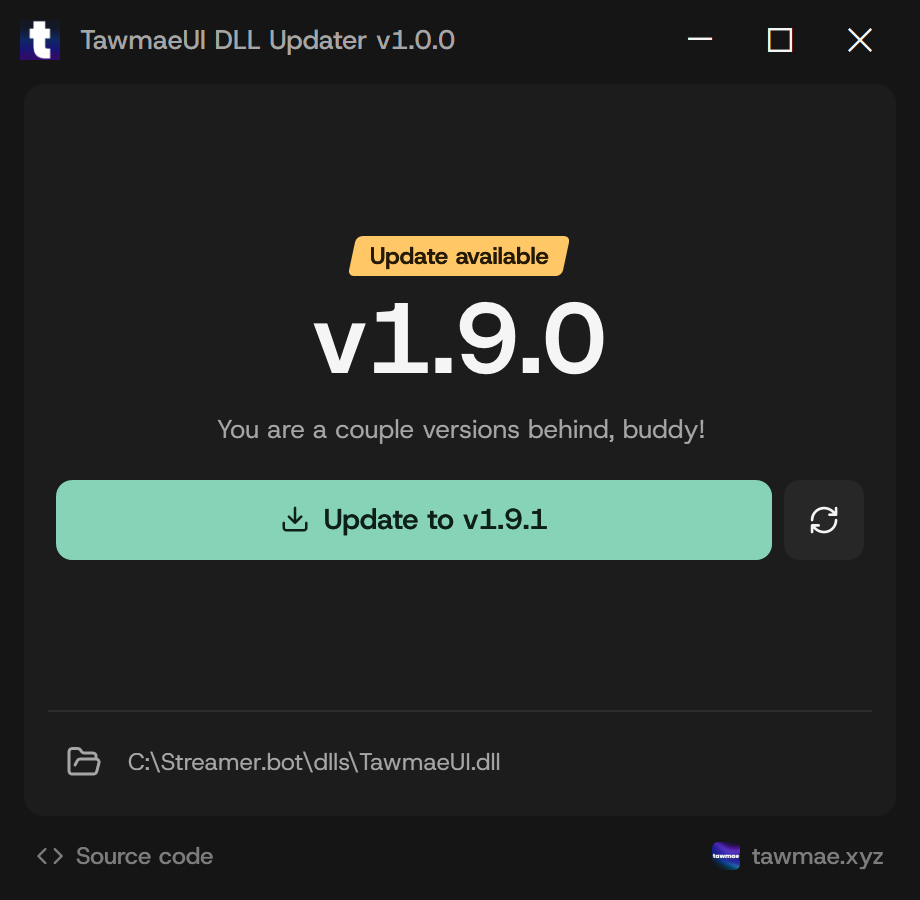 t TawmaeUI DLL Updater v1.0.0
Update available
v1.9.0
You are a couple versions behind, buddy!
Update to v1.9.1
C:\Streamer.bot\dlls\TawmaeUI.dll
Source code
tawmae tawmae.xyz